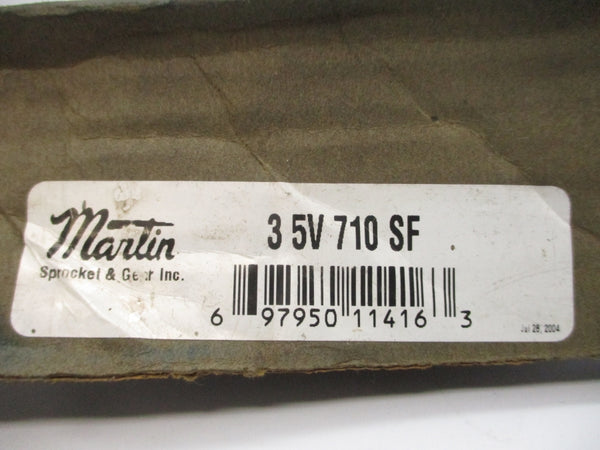 Martin
Sprocket & Gear Inc.
3 5V 710 SF
6 97950 11416 3
Jul 28, 2004